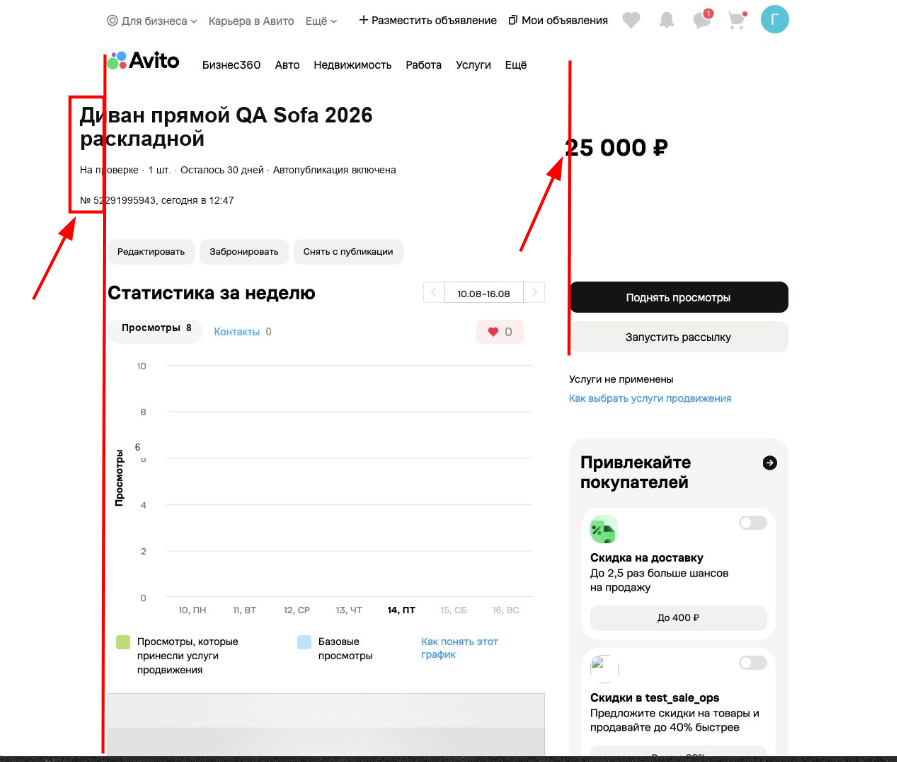 Для бизнеса Карьера в Авито Ещё + Разместить объявление Мои объявления 1 Г
Avito Бизнес360 Авто Недвижимость Работа Услуги Ещё
Диван прямой QA Sofa 2026
раскладной
25 000 ₽
На проверке · 1 шт. · Осталось 30 дней · Автопубликация включена
№ 52291995943, сегодня в 12:47
Редактировать Забронировать Снять с публикации
Статистика за неделю
10.08–16.08
Поднять просмотры
Просмотры 8 Контакты 0
0
Запустить рассылку
Услуги не применены
Как выбрать услуги продвижения
Просмотры
10
8
6
4
2
0
10, ПН 11, ВТ 12, СР 13, ЧТ 14, ПТ 15, СБ 16, ВС
Просмотры, которые
принесли услуги
продвижения
Базовые
просмотры
Как понять этот
график
Привлекайте
покупателей
Скидка на доставку
До 2,5 раз больше шансов
на продажу
До 400 ₽
Скидки в test_sale_ops
Предложите скидки на товары и
продавайте до 40% быстрее